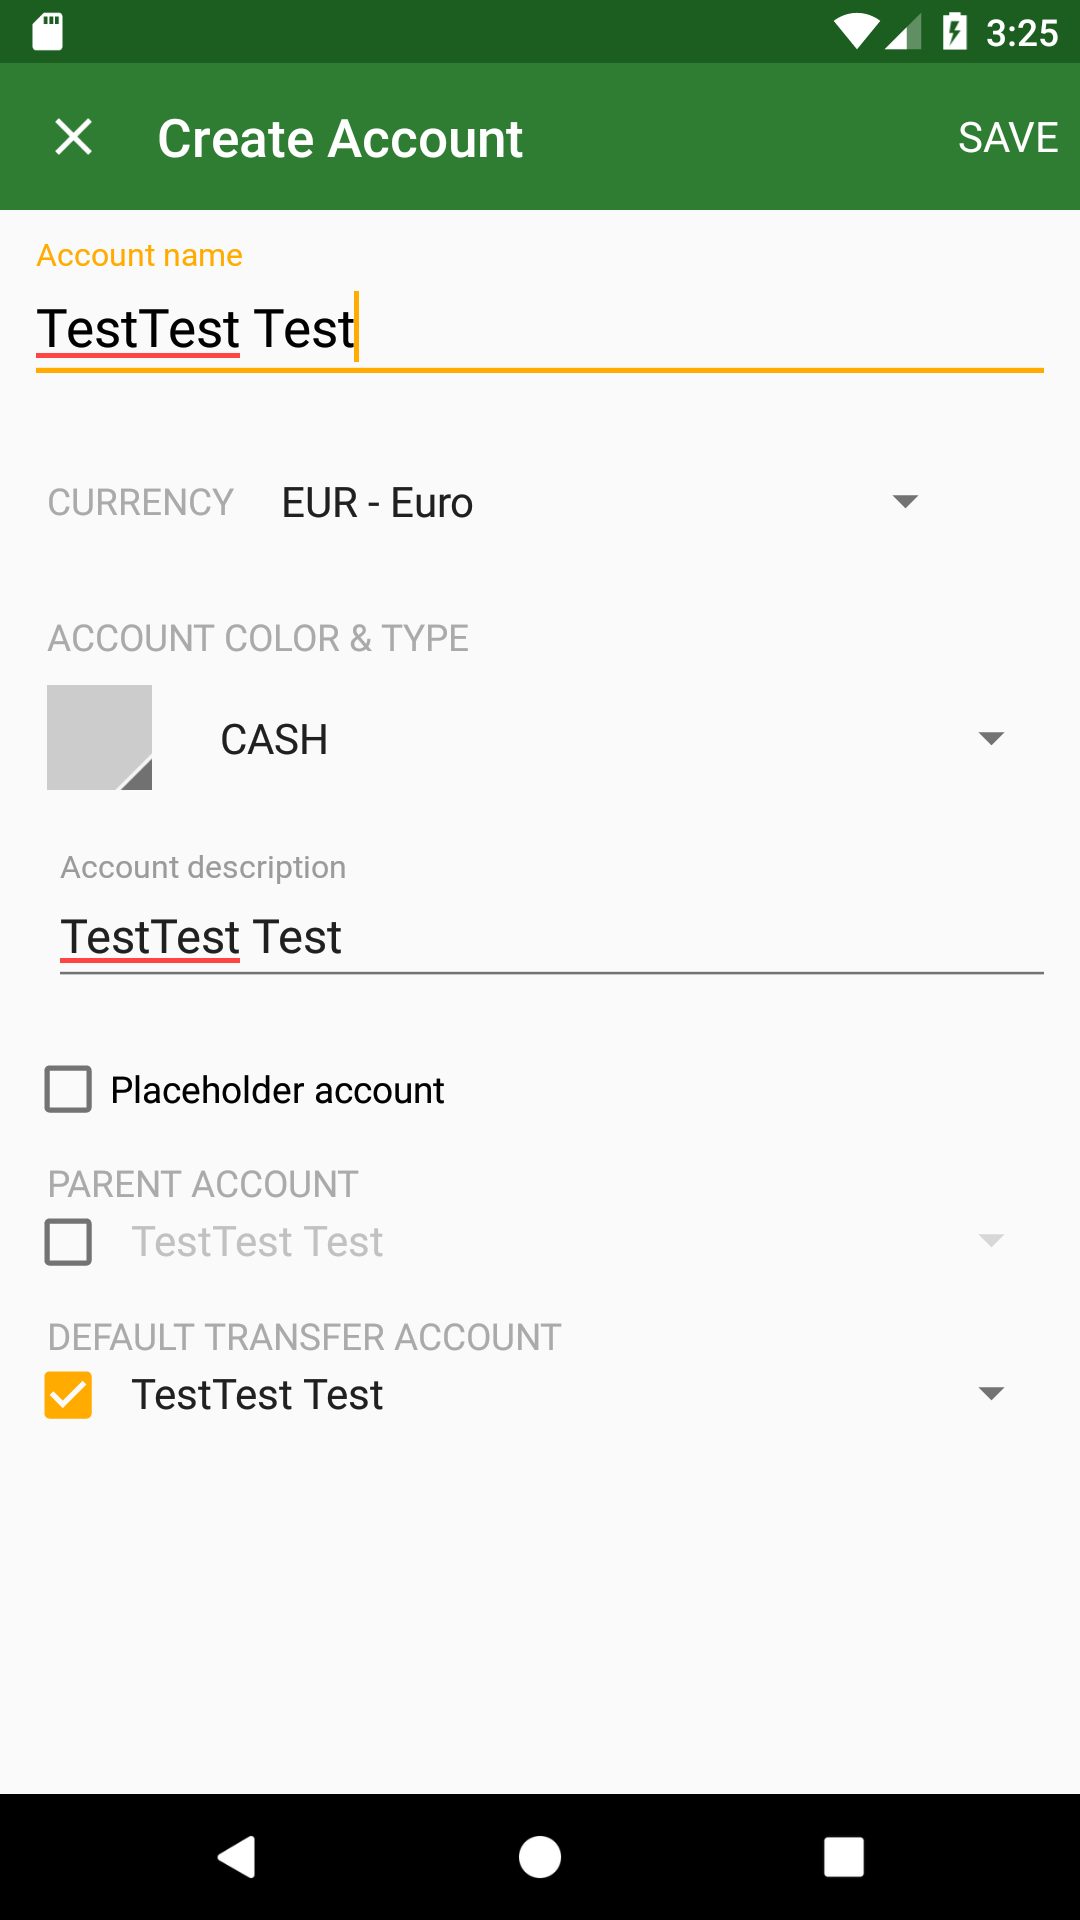 3:25
Create Account
SAVE
Account name
TestTest Test
CURRENCY EUR - Euro
ACCOUNT COLOR & TYPE
CASH
Account description
TestTest Test
Placeholder account
PARENT ACCOUNT
TestTest Test
DEFAULT TRANSFER ACCOUNT
TestTest Test